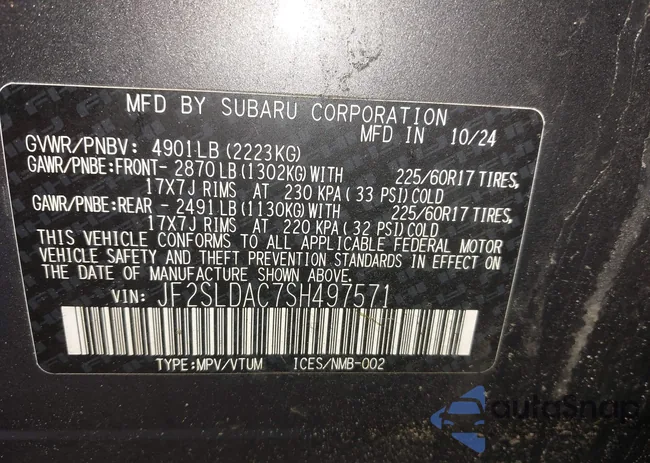 MFD BY SUBARU CORPORATION
MFD IN 10/24
GVWR/PNBV: 4901LB (2223KG)
GAWR/PNBE:FRONT- 2870LB(1302KG)WITH 225/60R17 TIRES,
17X7J RIMS AT 230 KPA (33 PSI)COLD
GAWR/PNBE:REAR - 2491LB(1130KG)WITH 225/60R17 TIRES,
17X7J RIMS AT 220 KPA (32 PSI)COLD
THIS VEHICLE CONFORMS TO ALL APPLICABLE FEDERAL MOTOR
VEHICLE SAFETY AND THEFT PREVENTION STANDARDS IN EFFECT ON
THE DATE OF MANUFACTURE SHOWN ABOVE.
VIN: JF2SLDAC7SH497571
TYPE:MPV/VTUM ICES/NMB-002
autoSnap